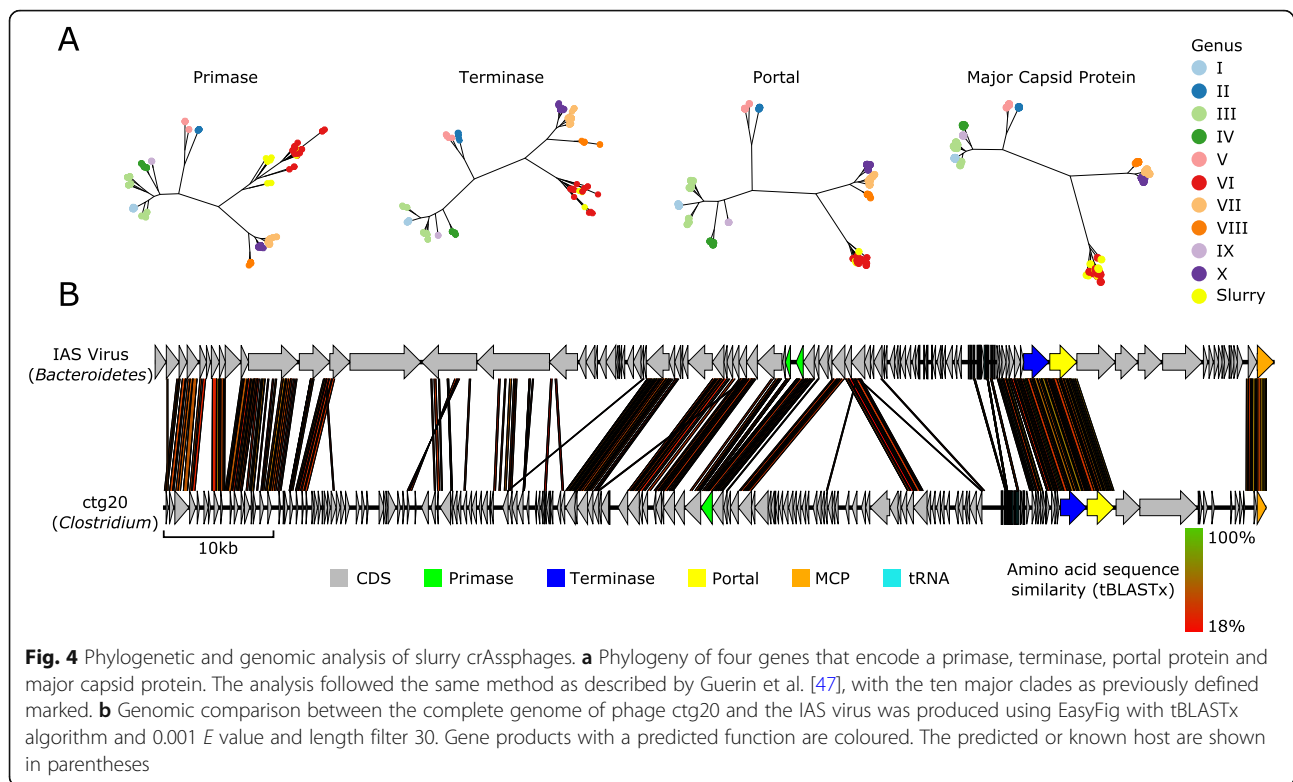 A
Primase
Terminase
Portal
Major Capsid Protein
Genus
I
II
III
IV
V
VI
VII
VIII
IX
X
Slurry
B
IAS Virus
(Bacteroidetes)
ctg20
(Clostridium)
10kb
CDS
Primase
Terminase
Portal
MCP
tRNA
Amino acid sequence
similarity (tBLASTx)
100%
18%
Fig. 4 Phylogenetic and genomic analysis of slurry crAssphages. a Phylogeny of four genes that encode a primase, terminase, portal protein and
major capsid protein. The analysis followed the same method as described by Guerin et al. [47], with the ten major clades as previously defined
marked. b Genomic comparison between the complete genome of phage ctg20 and the IAS virus was produced using EasyFig with tBLASTx
algorithm and 0.001 E value and length filter 30. Gene products with a predicted function are coloured. The predicted or known host are shown
in parentheses